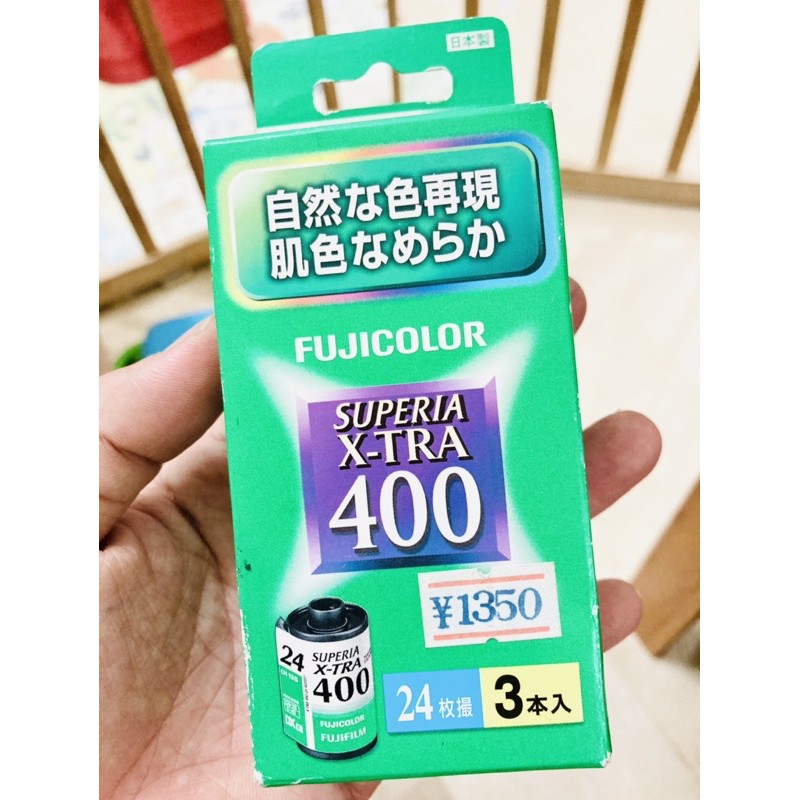 日本製
自然な色再現
肌色なめらか
FUJICOLOR
SUPERIA
X-TRA
400
¥1350
24
SUPERIA
X-TRA
400
FUJICOLOR
FUJIFILM
24枚撮
3本入